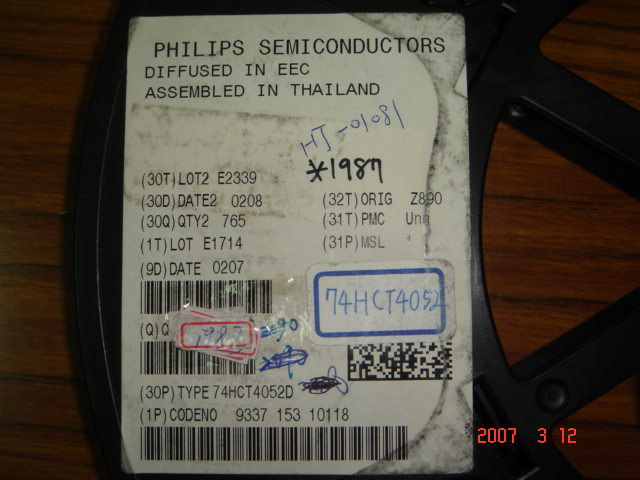 PHILIPS SEMICONDUCTORS
DIFFUSED IN EEC
ASSEMBLED IN THAILAND
HJ-01081
*1987
(30T)LOT2 E2339
(30D)DATE2 0208
(32T)ORIG Z890
(30Q)QTY2 765
(31T)PMC Unn
(1T)LOT E1714
(31P)MSL
(9D)DATE 0207
74HCT4052
(Q)Q
(30P)TYPE 74HCT4052D
(1P)CODENO 9337 153 10118
2007 3 12